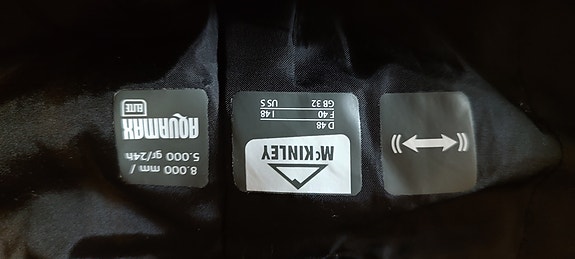 McKINLEY
D 48
F 40 I 48
GB 32 US S
8.000 mm /
5.000 gr/24h
AQUAMAX
ELITE